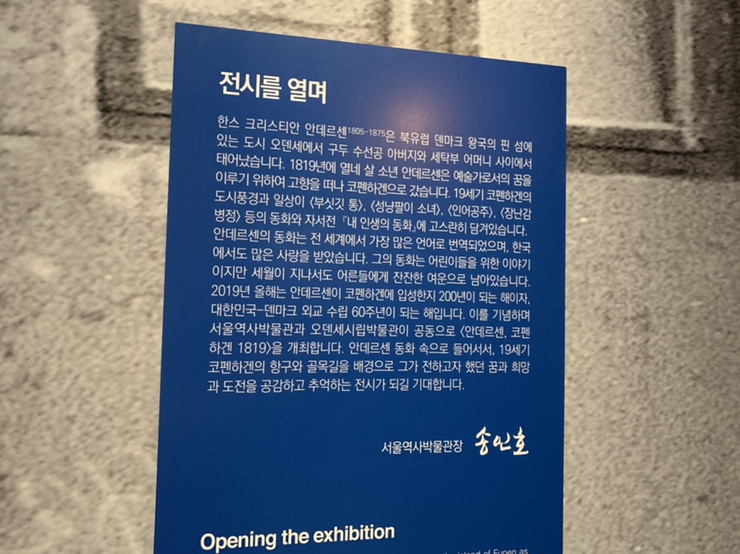 전시를 열며
한스 크리스티안 안데르센1805-1875은 북유럽 덴마크 왕국의 핀 섬에
있는 도시 오덴세에서 구두 수선공 아버지와 세탁부 어머니 사이에서
태어났습니다. 1819년에 열네 살 소년 안데르센은 예술가로서의 꿈을
이루기 위하여 고향을 떠나 코펜하겐으로 갔습니다. 19세기 코펜하겐의
도시풍경과 일상이 〈부싯깃 통〉, 〈성냥팔이 소녀〉, 〈인어공주〉, 〈장난감
병정〉 등의 동화와 자서전 『내 인생의 동화』에 고스란히 담겨있습니다.
안데르센의 동화는 전 세계에서 가장 많은 언어로 번역되었으며, 한국
에서도 많은 사랑을 받았습니다. 그의 동화는 어린이들을 위한 이야기
이지만 세월이 지나서도 어른들에게 잔잔한 여운으로 남아있습니다.
2019년 올해는 안데르센이 코펜하겐에 입성한지 200년이 되는 해이자,
대한민국-덴마크 외교 수립 60주년이 되는 해입니다. 이를 기념하며
서울역사박물관과 오덴세시립박물관이 공동으로 〈안데르센, 코펜
하겐 1819〉을 개최합니다. 안데르센 동화 속으로 들어서서, 19세기
코펜하겐의 항구와 골목길을 배경으로 그가 전하고자 했던 꿈과 희망
과 도전을 공감하고 추억하는 전시가 되길 기대합니다.
서울역사박물관장 송인호
Opening the exhibition
island of Funen as